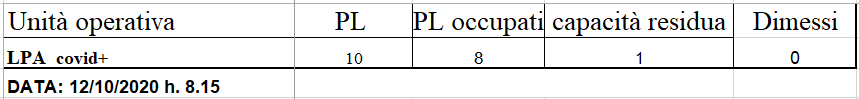 Unità operativa PL PL occupati capacità residua Dimessi
LPA covid+ 10 8 1 0
DATA: 12/10/2020 h. 8.15